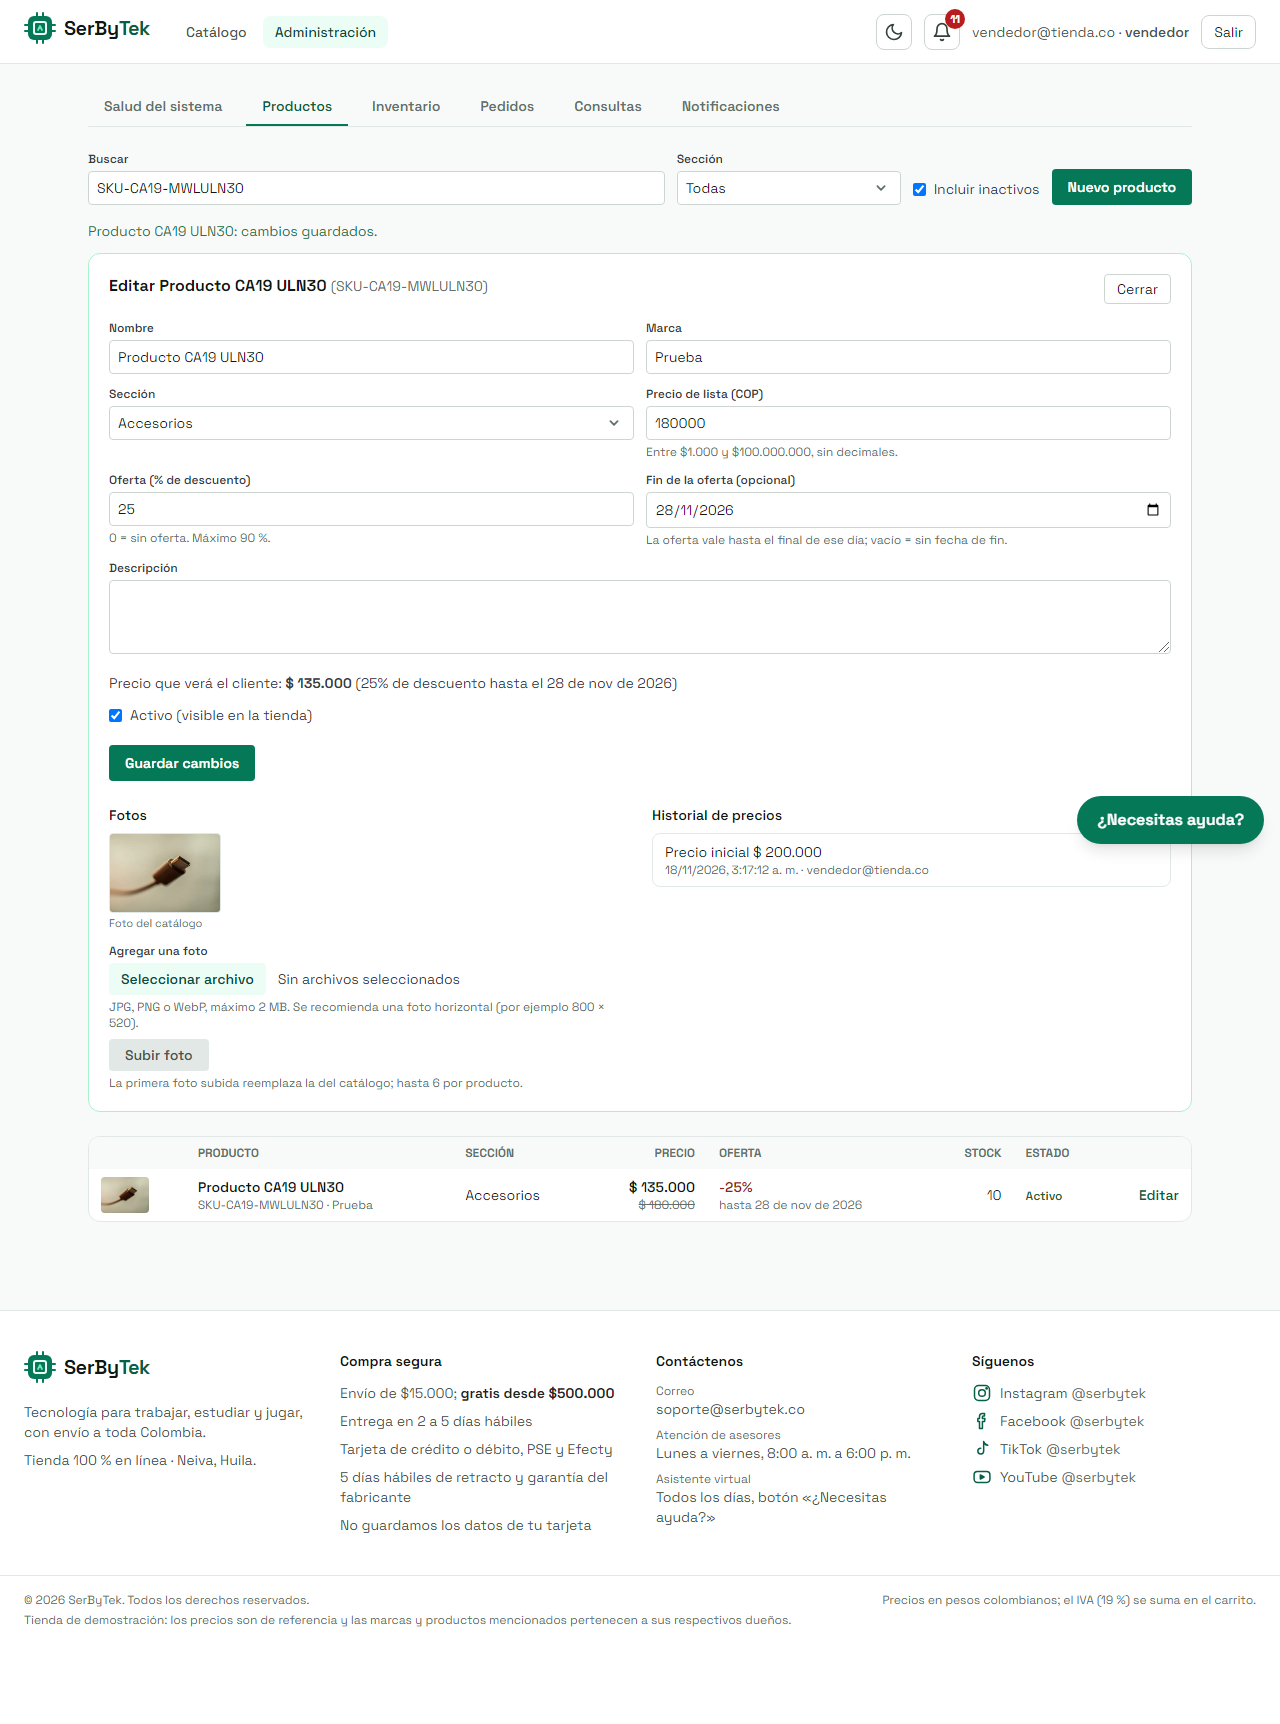 SerByTek
Catálogo
Administración
11
vendedor@tienda.co · vendedor
Salir
Salud del sistema
Productos
Inventario
Pedidos
Consultas
Notificaciones
Buscar
Sección
SKU-CA19-MWLULN30
Todas
Incluir inactivos
Nuevo producto
Producto CA19 ULN30: cambios guardados.
Editar Producto CA19 ULN30 (SKU-CA19-MWLULN30)
Cerrar
Nombre
Marca
Producto CA19 ULN30
Prueba
Sección
Precio de lista (COP)
Accesorios
180000
Entre $1.000 y $100.000.000, sin decimales.
Oferta (% de descuento)
Fin de la oferta (opcional)
25
28/11/2026
0 = sin oferta. Máximo 90 %.
La oferta vale hasta el final de ese día; vacío = sin fecha de fin.
Descripción
Precio que verá el cliente: $ 135.000 (25% de descuento hasta el 28 de nov de 2026)
Activo (visible en la tienda)
Guardar cambios
Fotos
Historial de precios
¿Necesitas ayuda?
Precio inicial $ 200.000
18/11/2026, 3:17:12 a. m. · vendedor@tienda.co
Foto del catálogo
Agregar una foto
Seleccionar archivo
Sin archivos seleccionados
JPG, PNG o WebP, máximo 2 MB. Se recomienda una foto horizontal (por ejemplo 800 ×
520).
Subir foto
La primera foto subida reemplaza la del catálogo; hasta 6 por producto.
PRODUCTO
SECCIÓN
PRECIO
OFERTA
STOCK
ESTADO
Producto CA19 ULN30
SKU-CA19-MWLULN30 · Prueba
Accesorios
$ 135.000
$ 180.000
-25%
hasta 28 de nov de 2026
10
Activo
Editar
SerByTek
Tecnología para trabajar, estudiar y jugar,
con envío a toda Colombia.
Tienda 100 % en línea · Neiva, Huila.
Compra segura
Envío de $15.000; gratis desde $500.000
Entrega en 2 a 5 días hábiles
Tarjeta de crédito o débito, PSE y Efecty
5 días hábiles de retracto y garantía del
fabricante
No guardamos los datos de tu tarjeta
Contáctenos
Correo
soporte@serbytek.co
Atención de asesores
Lunes a viernes, 8:00 a. m. a 6:00 p. m.
Asistente virtual
Todos los días, botón «¿Necesitas
ayuda?»
Síguenos
Instagram @serbytek
Facebook @serbytek
TikTok @serbytek
YouTube @serbytek
© 2026 SerByTek. Todos los derechos reservados.
Precios en pesos colombianos; el IVA (19 %) se suma en el carrito.
Tienda de demostración: los precios son de referencia y las marcas y productos mencionados pertenecen a sus respectivos dueños.